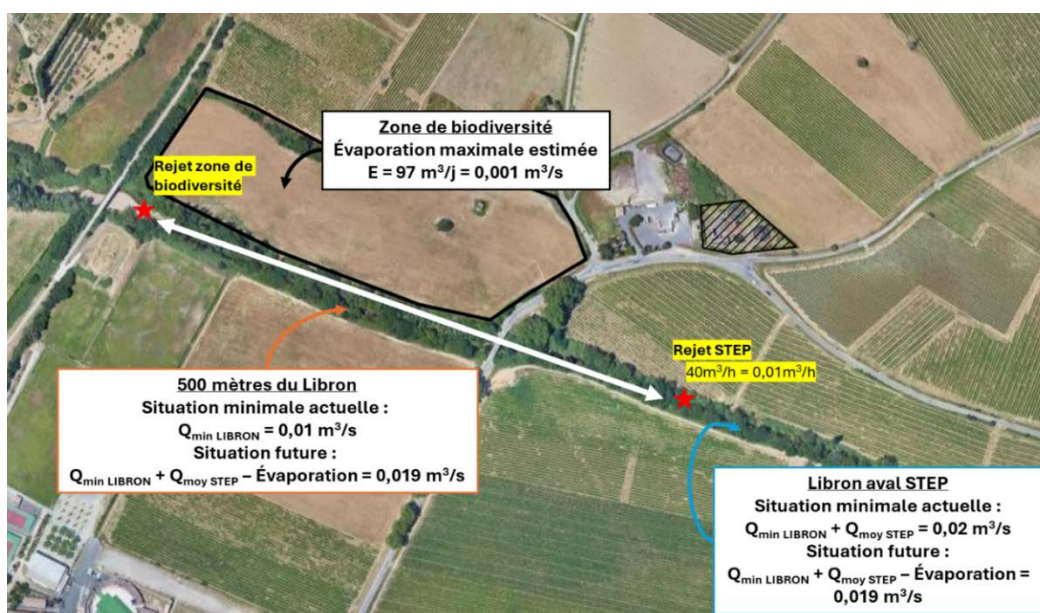 Zone de biodiversité
Évaporation maximale estimée
E = 97 m³/j = 0,001 m³/s
Rejet zone de
biodiversité
Rejet STEP
40m³/h = 0,01m³/h
500 mètres du Libron
Situation minimale actuelle :
Qmin LIBRON = 0,01 m³/s
Situation future :
Qmin LIBRON + Qmoy STEP – Évaporation = 0,019 m³/s
Libron aval STEP
Situation minimale actuelle :
Qmin LIBRON + Qmoy STEP = 0,02 m³/s
Situation future :
Qmin LIBRON + Qmoy STEP – Évaporation =
0,019 m³/s